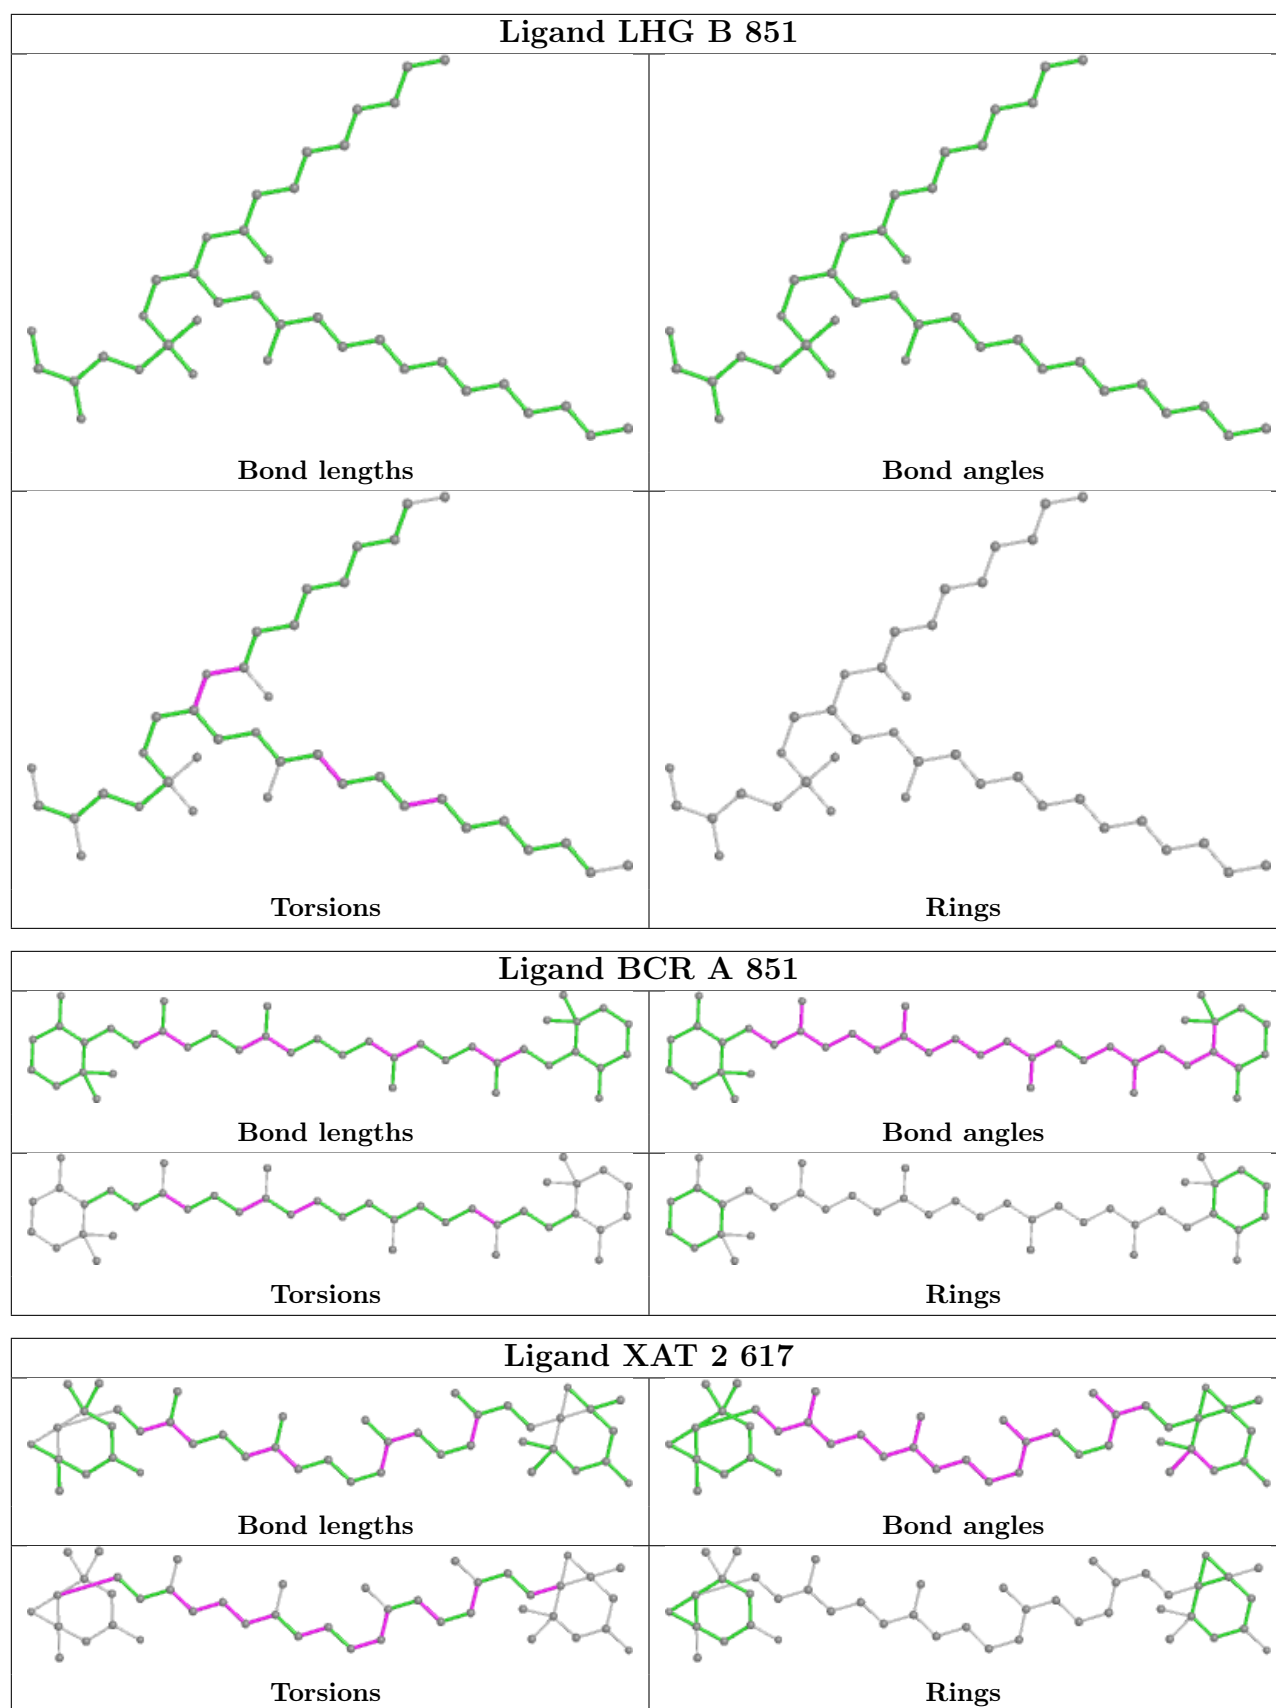 Ligand LHG B 851
Bond lengths
Bond angles
Torsions
Rings
Ligand BCR A 851
Bond lengths
Bond angles
Torsions
Rings
Ligand XAT 2 617
Bond lengths
Bond angles
Torsions
Rings